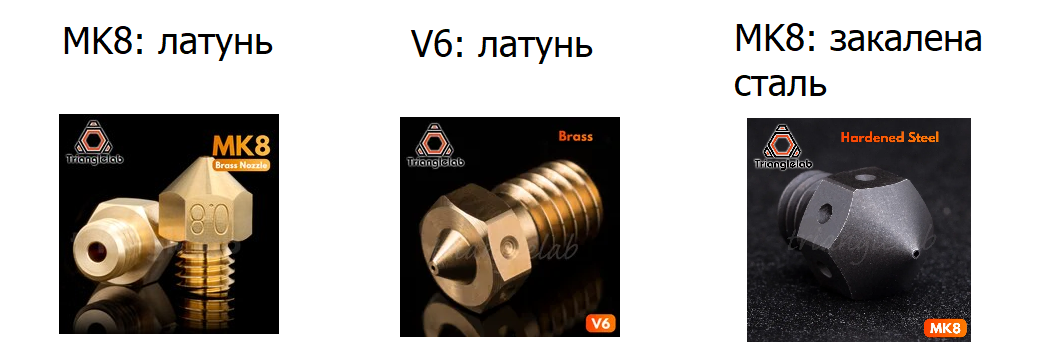 MK8: латунь
V6: латунь
MK8: закалена
сталь
Trianglelab
MK8
Brass Nozzle
0.8
Trianglelab
Brass
trianglelab
V6
Trianglelab
Hardened Steel
trianglelab
MK8